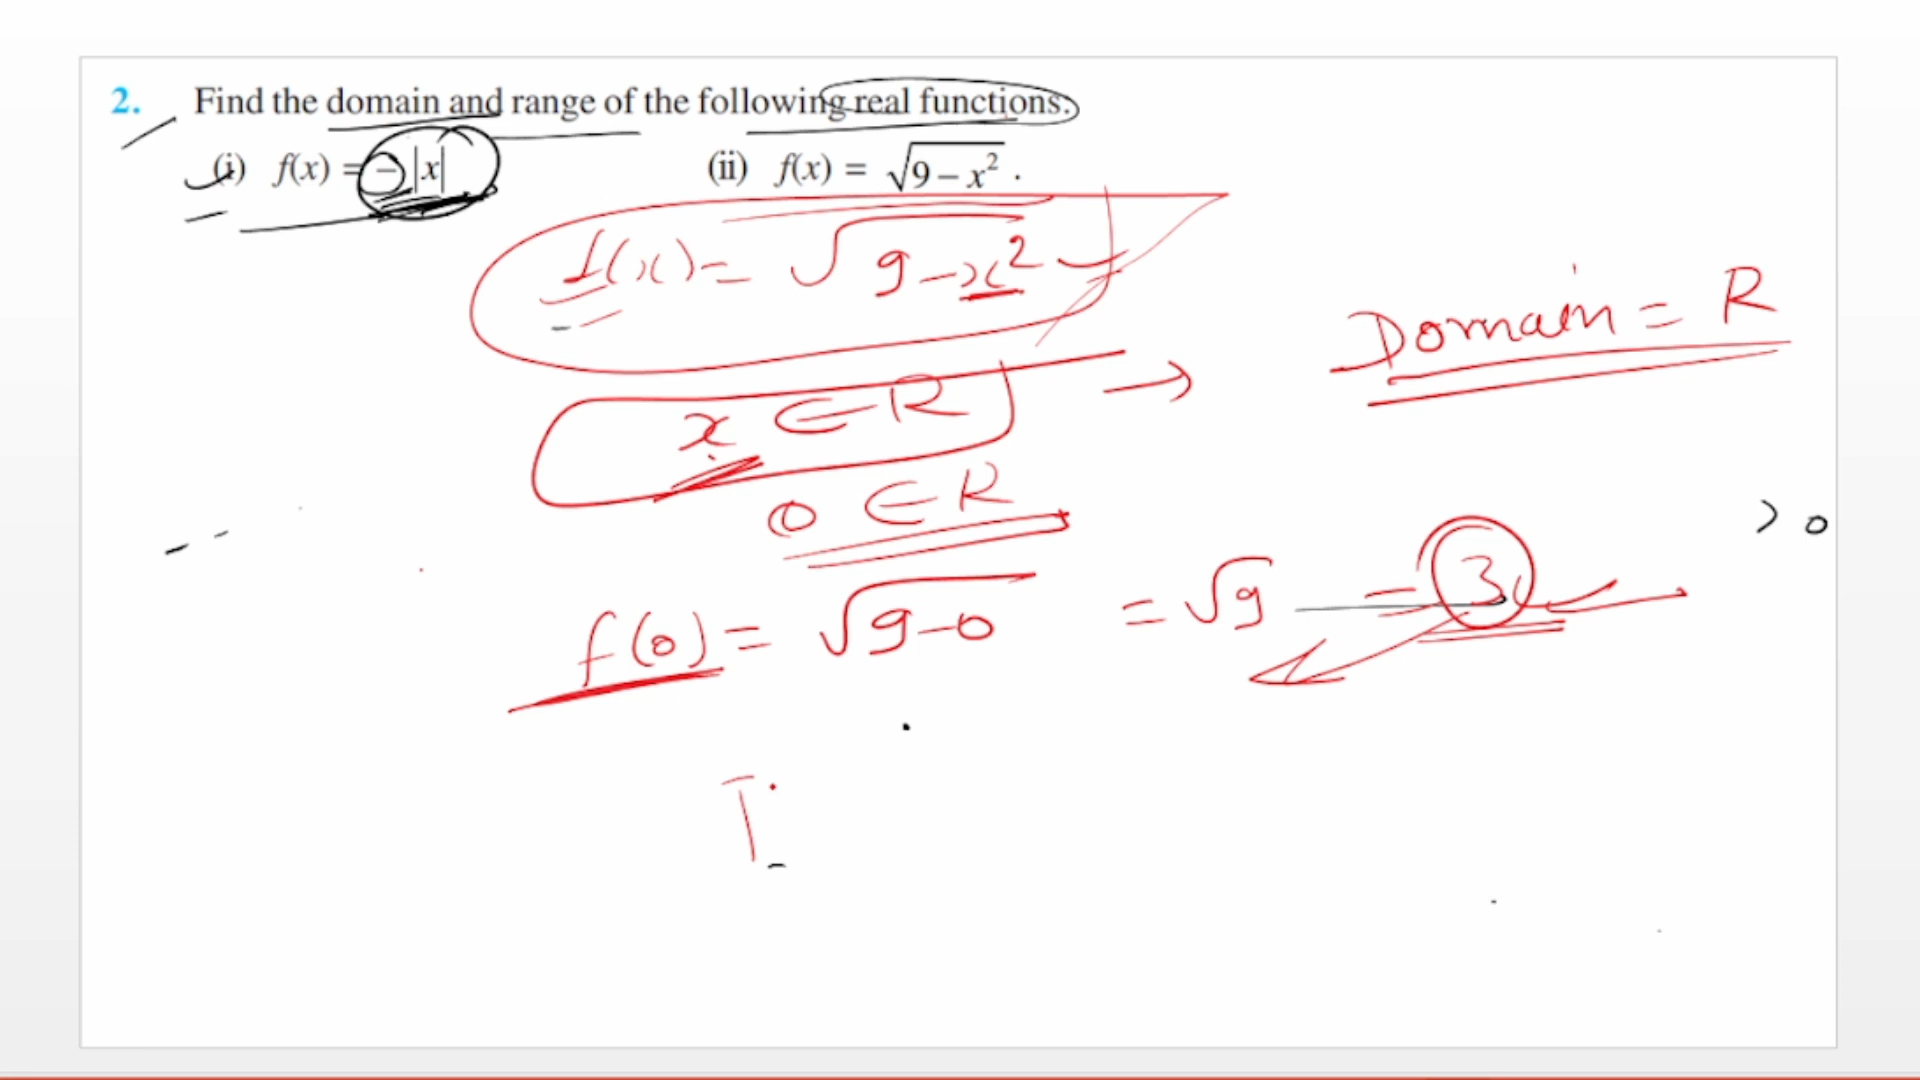 2. Find the domain and range of the following real functions.
(i) f(x) = –|x| (ii) f(x) = √9 – x² .
f(x) = √9-x²
Domain = R
x ∈ R →
0 ∈ R
> 0
f(0) = √9-0 = √9 = 3